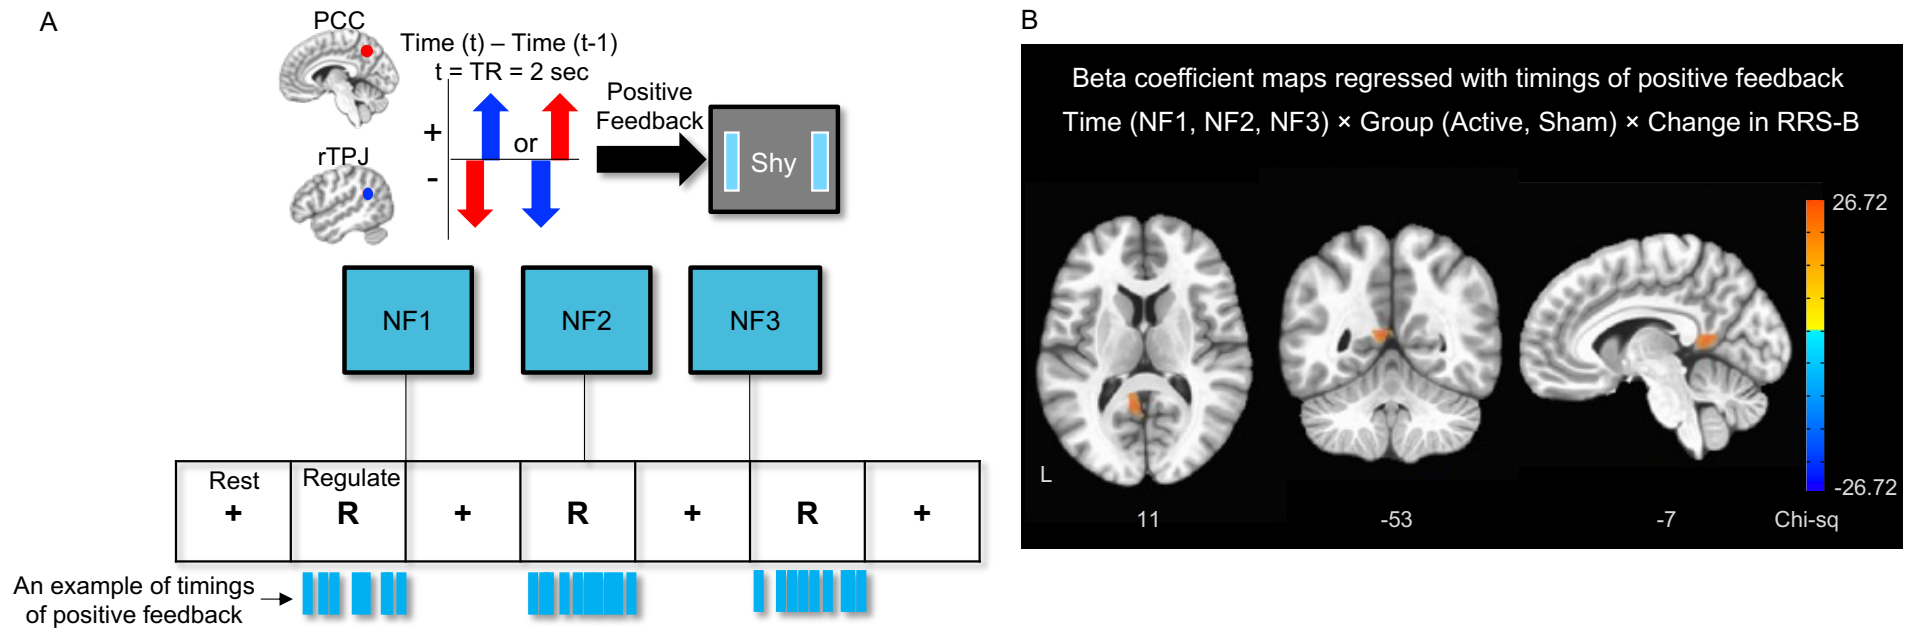 A
PCC
Time (t) – Time (t-1)
t = TR = 2 sec
+
or
-
rTPJ
Positive
Feedback
Shy
NF1
NF2
NF3
Rest
+
Regulate
R
+
R
+
R
+
An example of timings
of positive feedback
B
Beta coefficient maps regressed with timings of positive feedback
Time (NF1, NF2, NF3) × Group (Active, Sham) × Change in RRS-B
26.72
L
-26.72
11
-53
-7
Chi-sq